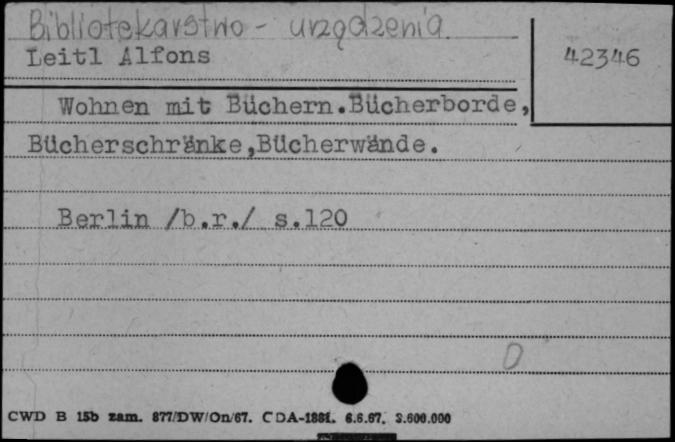 Bibliotekarstwo - urządzenia
Leitl Alfons
42346
Wohnen mit Büchern.Bücherborde,
Bücherschränke,Bücherwände.
Berlin /b.r./ s.120
0
CWD B 15b zam. 877/DW/On/67. CDA-1881. 6.6.67. 3.600.000